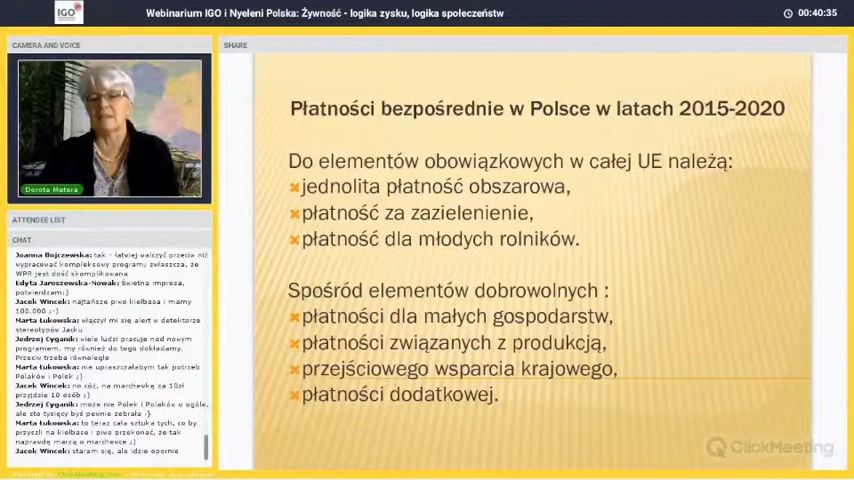 IGO
Webinarium IGO i Nyeleni Polska: Żywność - logika zysku, logika społeczeństw
00:40:35
CAMERA AND VOICE
Dorota Metera
ATTENDEE LIST
CHAT
Joanna Bojczewska: tak - łatwiej walczyć przeciw niż
wypracować kompleksowy program; zwłaszcza, że
WPR jest dość skomplikowana
Edyta Jaroszewska-Nowak: Świetna impreza,
potwierdzam:)
Jacek Wincek: najtańsze piwo kiełbasa i mamy
100.000 ;-)
Marta Łukowska: włączył mi się alert w detektorze
stereotypów Jacku
Jedrzej Cyganik: wiele ludzi pracuje nad nowym
programem, my również do tego dokładamy.
Przeciw trzeba równolegle
Marta Łukowska: nie upraszczałabym tak potrzeb
Polaków i Polek ;)
Jacek Wincek: no cóż, na marchewkę za 10zł
przyjdzie 10 osób ;)
Jedrzej Cyganik: może nie Polek i Polaków w ogóle,
ale sto tysięcy być pewnie zebrała :)
Marta Łukowska: to teraz cała sztuka tych, co by
przyszli na kiełbase i piwo przekonać, ze tak
naprawdę marzą o marchewce ;)
Jacek Wincek: staram się, ale idzie opornie
SHARE
Płatności bezpośrednie w Polsce w latach 2015-2020
Do elementów obowiązkowych w całej UE należą:
jednolita płatność obszarowa,
płatność za zazielenienie,
płatność dla młodych rolników.
Spośród elementów dobrowolnych :
płatności dla małych gospodarstw,
płatności związanych z produkcją,
przejściowego wsparcia krajowego,
płatności dodatkowej.
ClickMeeting